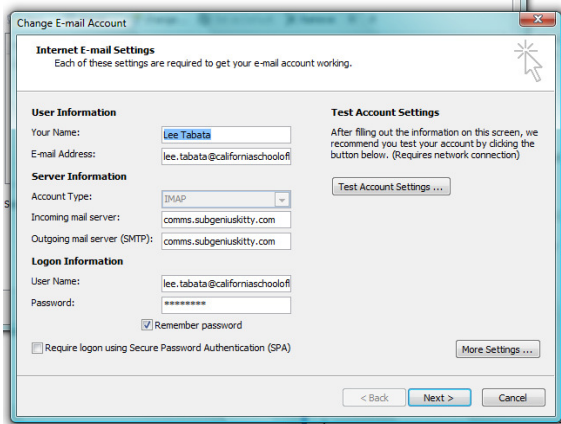 Change E-mail Account
Internet E-mail Settings
Each of these settings are required to get your e-mail account working.
User Information
Your Name: Lee Tabata
E-mail Address: lee.tabata@californiaschoolofl
Server Information
Account Type: IMAP
Incoming mail server: comms.subgeniuskitty.com
Outgoing mail server (SMTP): comms.subgeniuskitty.com
Logon Information
User Name: lee.tabata@californiaschoolofl
Password: ********
Remember password
Require logon using Secure Password Authentication (SPA)
Test Account Settings
After filling out the information on this screen, we
recommend you test your account by clicking the
button below. (Requires network connection)
Test Account Settings ...
More Settings ...
< Back
Next >
Cancel